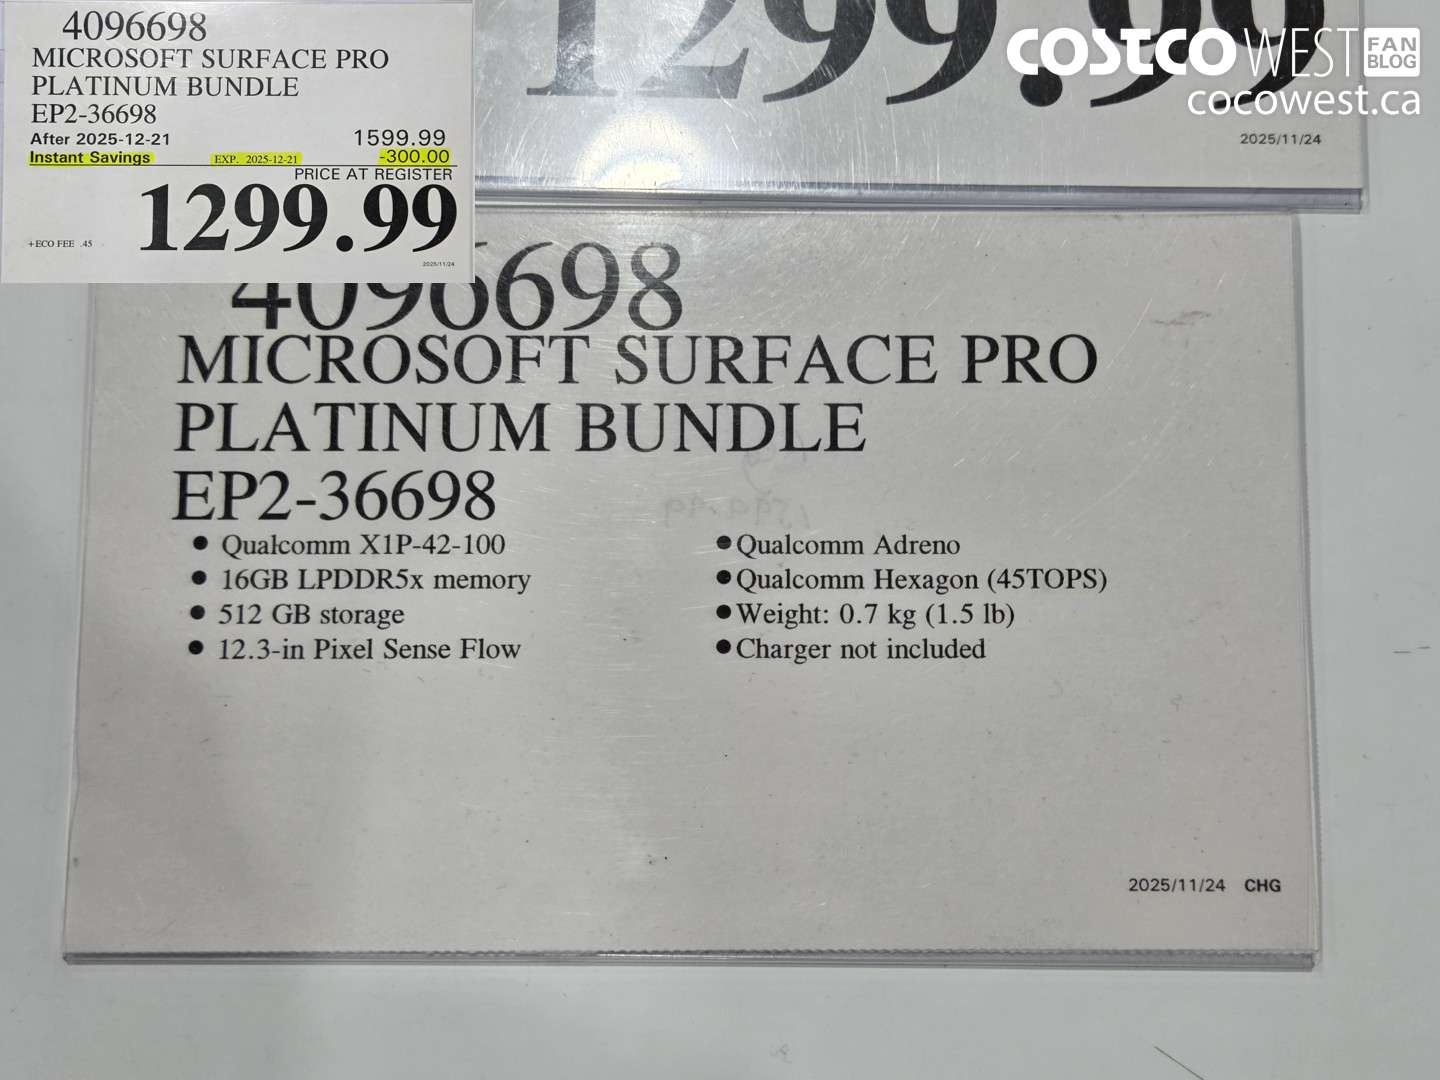 4096698
MICROSOFT SURFACE PRO
PLATINUM BUNDLE
EP2-36698
After 2025-12-21 1599.99
Instant Savings EXP. 2025-12-21 -300.00
PRICE AT REGISTER
1299.99
+ECO FEE .45
2025/11/24
1299.99
COSTCO WEST FAN BLOG
cocowest.ca
2025/11/24
4096698
MICROSOFT SURFACE PRO
PLATINUM BUNDLE
EP2-36698
• Qualcomm X1P-42-100
• 16GB LPDDR5x memory
• 512 GB storage
• 12.3-in Pixel Sense Flow
• Qualcomm Adreno
• Qualcomm Hexagon (45TOPS)
• Weight: 0.7 kg (1.5 lb)
• Charger not included
2025/11/24 CHG